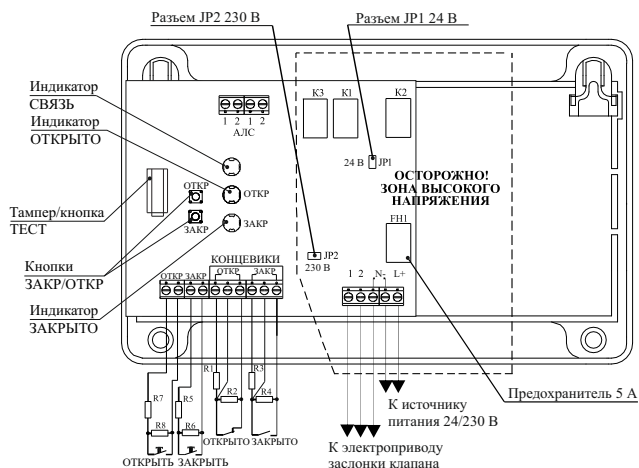 Разъем JP2 230 В
Разъем JP1 24 В
Индикатор
СВЯЗЬ
Индикатор
ОТКРЫТО
Тампер/кнопка
ТЕСТ
Кнопки
ЗАКР/ОТКР
Индикатор
ЗАКРЫТО
K3
K1
K2
1 2 1 2
АЛС
24 В
JP1
ОСТОРОЖНО!
ЗОНА ВЫСОКОГО
НАПРЯЖЕНИЯ
ОТКР
ОТКР
ЗАКР
ЗАКР
FH1
JP2
230 В
КОНЦЕВИКИ
ОТКР ЗАКР
ОТКР
ЗАКР
1 2 N- L+
R1
R3
R2
R4
R7
R5
R8
R6
ОТКРЫТО ЗАКРЫТО
ОТКРЫТЬ ЗАКРЫТЬ
К источнику
питания 24/230 В
Предохранитель 5 А
К электроприводу
заслонки клапана